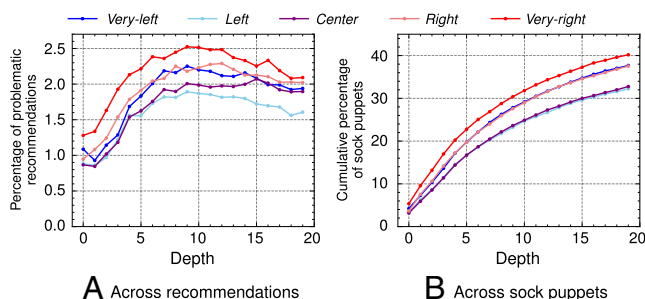 Very-left Left Center Right Very-right
Percentage of problematic
recommendations
2.5
2.0
1.5
1.0
0.5
0.0
0 5 10 15 20
Depth
A Across recommendations
Cumulative percentage
of sock puppets
40
30
20
10
0
0 5 10 15 20
Depth
B Across sock puppets